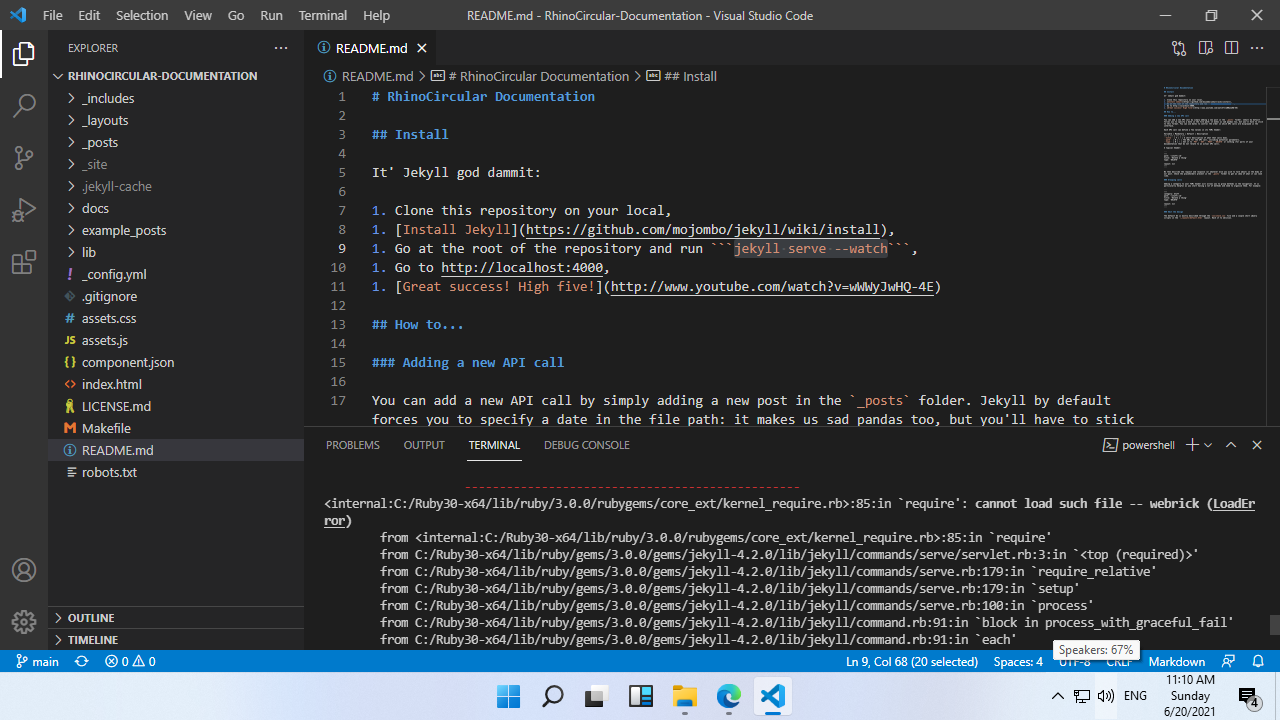 File Edit Selection View Go Run Terminal Help
README.md - RhinoCircular-Documentation - Visual Studio Code
EXPLORER
RHINOCIRCULAR-DOCUMENTATION
_includes
_layouts
_posts
_site
.jekyll-cache
docs
example_posts
lib
_config.yml
.gitignore
assets.css
JS assets.js
component.json
index.html
LICENSE.md
Makefile
README.md
robots.txt
OUTLINE
TIMELINE
README.md
README.md > # RhinoCircular Documentation > ## Install
1 # RhinoCircular Documentation
2
3 ## Install
4
5 It' Jekyll god dammit:
6
7 1. Clone this repository on your local,
8 1. [Install Jekyll](https://github.com/mojombo/jekyll/wiki/install),
9 1. Go at the root of the repository and run ```jekyll serve --watch```,
10 1. Go to http://localhost:4000,
11 1. [Great success! High five!](http://www.youtube.com/watch?v=wWWyJwHQ-4E)
12
13 ## How to...
14
15 ### Adding a new API call
16
17 You can add a new API call by simply adding a new post in the `_posts` folder. Jekyll by default
forces you to specify a date in the file path: it makes us sad pandas too, but you'll have to stick
PROBLEMS OUTPUT TERMINAL DEBUG CONSOLE
powershell
------------------------------------------------
<internal:C:/Ruby30-x64/lib/ruby/3.0.0/rubygems/core_ext/kernel_require.rb>:85:in `require': cannot load such file -- webrick (LoadEr
ror)
from <internal:C:/Ruby30-x64/lib/ruby/3.0.0/rubygems/core_ext/kernel_require.rb>:85:in `require'
from C:/Ruby30-x64/lib/ruby/gems/3.0.0/gems/jekyll-4.2.0/lib/jekyll/commands/serve/servlet.rb:3:in `<top (required)>'
from C:/Ruby30-x64/lib/ruby/gems/3.0.0/gems/jekyll-4.2.0/lib/jekyll/commands/serve.rb:179:in `require_relative'
from C:/Ruby30-x64/lib/ruby/gems/3.0.0/gems/jekyll-4.2.0/lib/jekyll/commands/serve.rb:179:in `setup'
from C:/Ruby30-x64/lib/ruby/gems/3.0.0/gems/jekyll-4.2.0/lib/jekyll/commands/serve.rb:100:in `process'
from C:/Ruby30-x64/lib/ruby/gems/3.0.0/gems/jekyll-4.2.0/lib/jekyll/command.rb:91:in `block in process_with_graceful_fail'
from C:/Ruby30-x64/lib/ruby/gems/3.0.0/gems/jekyll-4.2.0/lib/jekyll/command.rb:91:in `each'
Speakers: 67%
main 0 0 Ln 9, Col 68 (20 selected) Spaces: 4 UTF-8 CRLF Markdown
ENG
11:10 AM
Sunday
6/20/2021
4